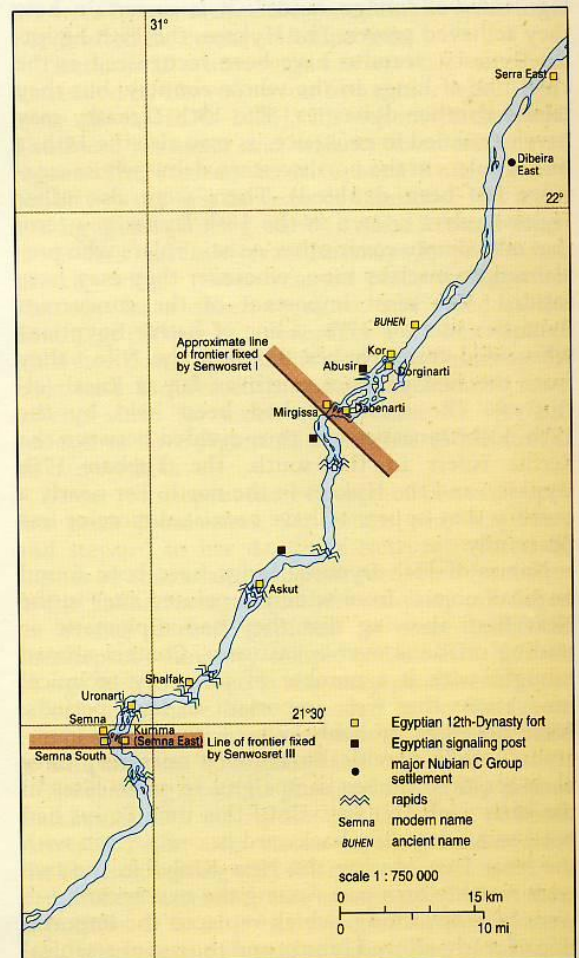 31°
Serra East
Dibeira
East
22°
BUHEN
Approximate line
of frontier fixed
by Senwosret I
Kor
Abusir
Dorginarti
Mirgissa
Dabenarti
Askut
Shalfak
Uronarti
21°30'
Semna
Kumma
(Semna East)
Line of frontier fixed
by Senwosret III
Semna South
Egyptian 12th-Dynasty fort
Egyptian signaling post
major Nubian C Group
settlement
rapids
Semna modern name
BUHEN ancient name
scale 1 : 750 000
0 15 km
0 10 mi